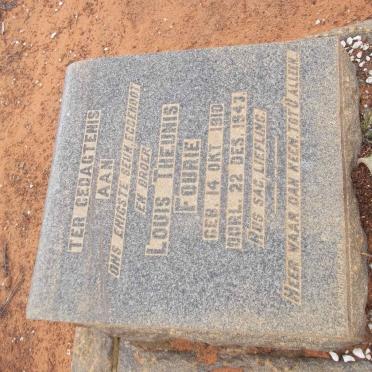 TER GEDAGTENIS
AAN
ONS ENIGSTE SEUN, EGGENOOT
EN BROER
LOUIS THEUNIS
FOURIE
GEB. 14 OKT. 1910
OORL. 22 DES. 1943
RUS SAG, LIEFLING.
HEER WAAR DAN HEEN TOT U ALLEEN.